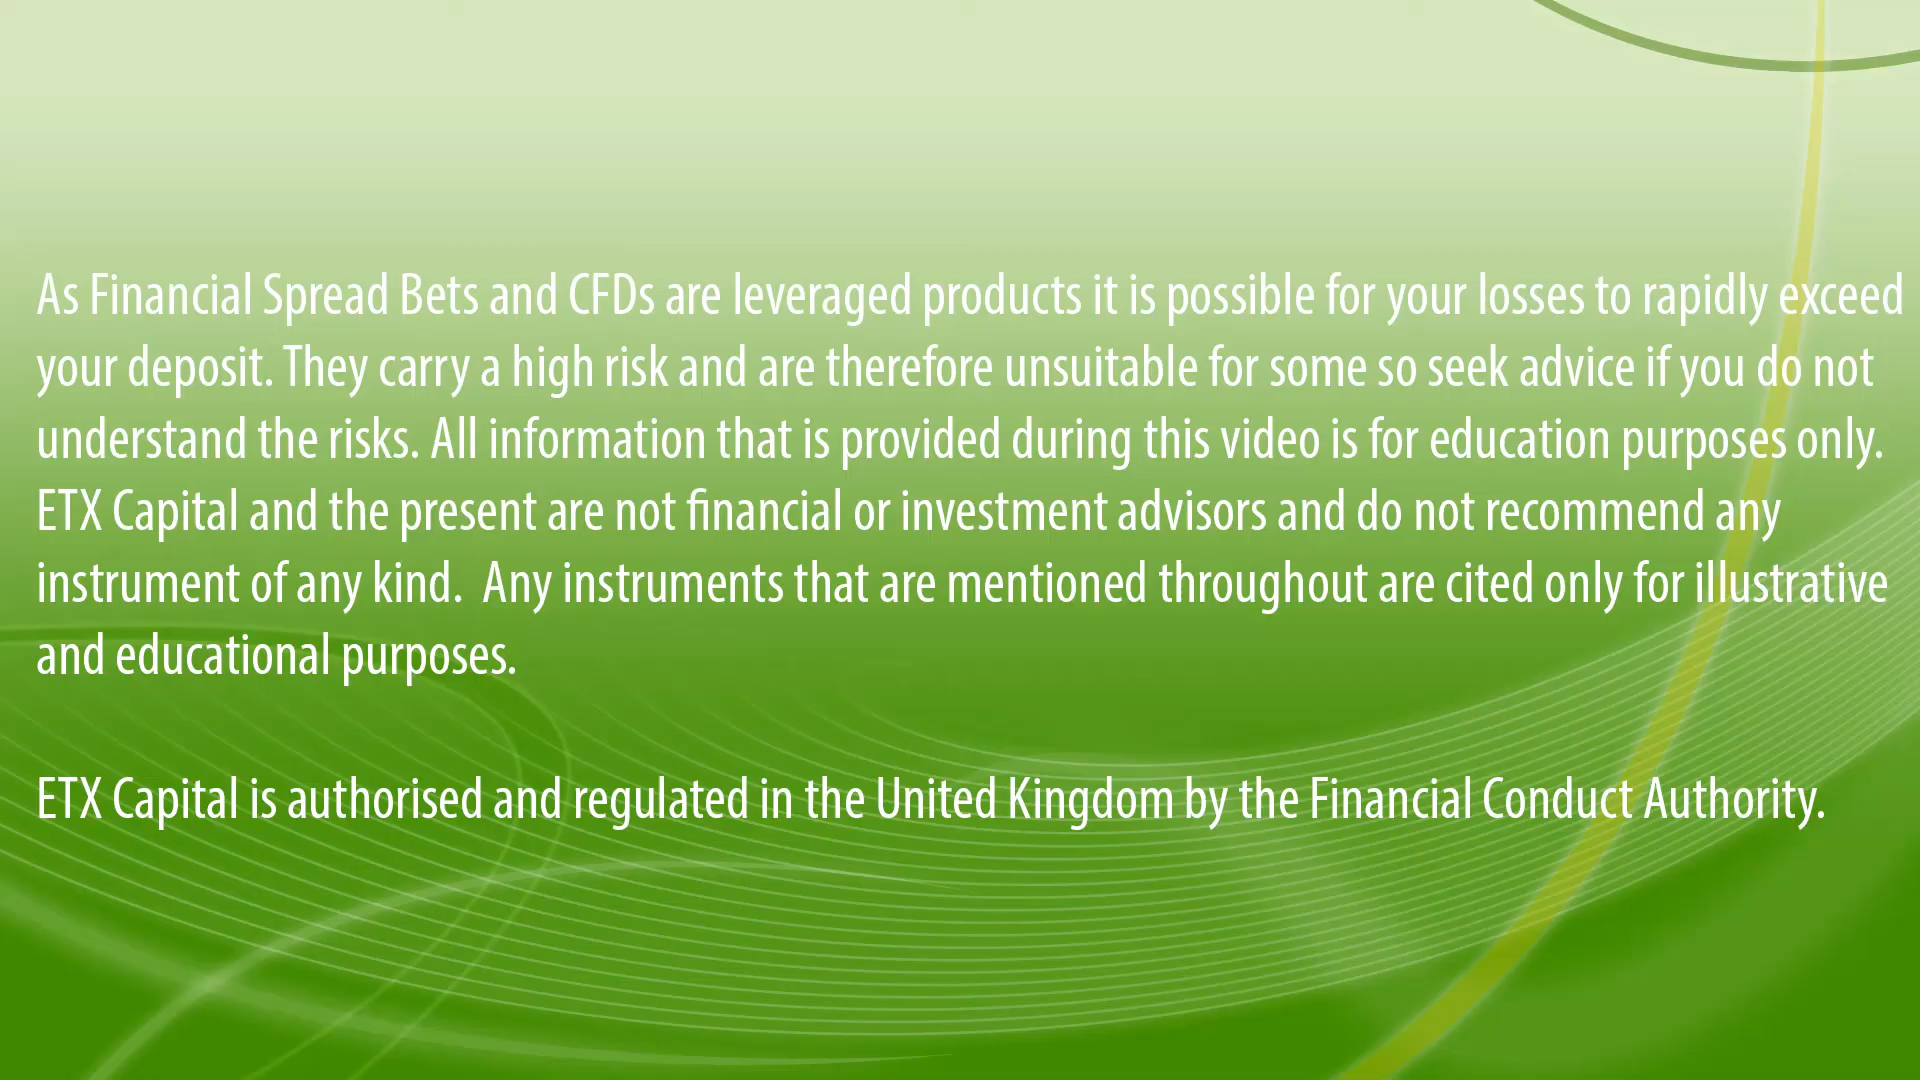 As Financial Spread Bets and CFDs are leveraged products it is possible for your losses to rapidly exceed
your deposit. They carry a high risk and are therefore unsuitable for some so seek advice if you do not
understand the risks. All information that is provided during this video is for education purposes only.
ETX Capital and the present are not financial or investment advisors and do not recommend any
instrument of any kind.  Any instruments that are mentioned throughout are cited only for illustrative
and educational purposes.
ETX Capital is authorised and regulated in the United Kingdom by the Financial Conduct Authority.